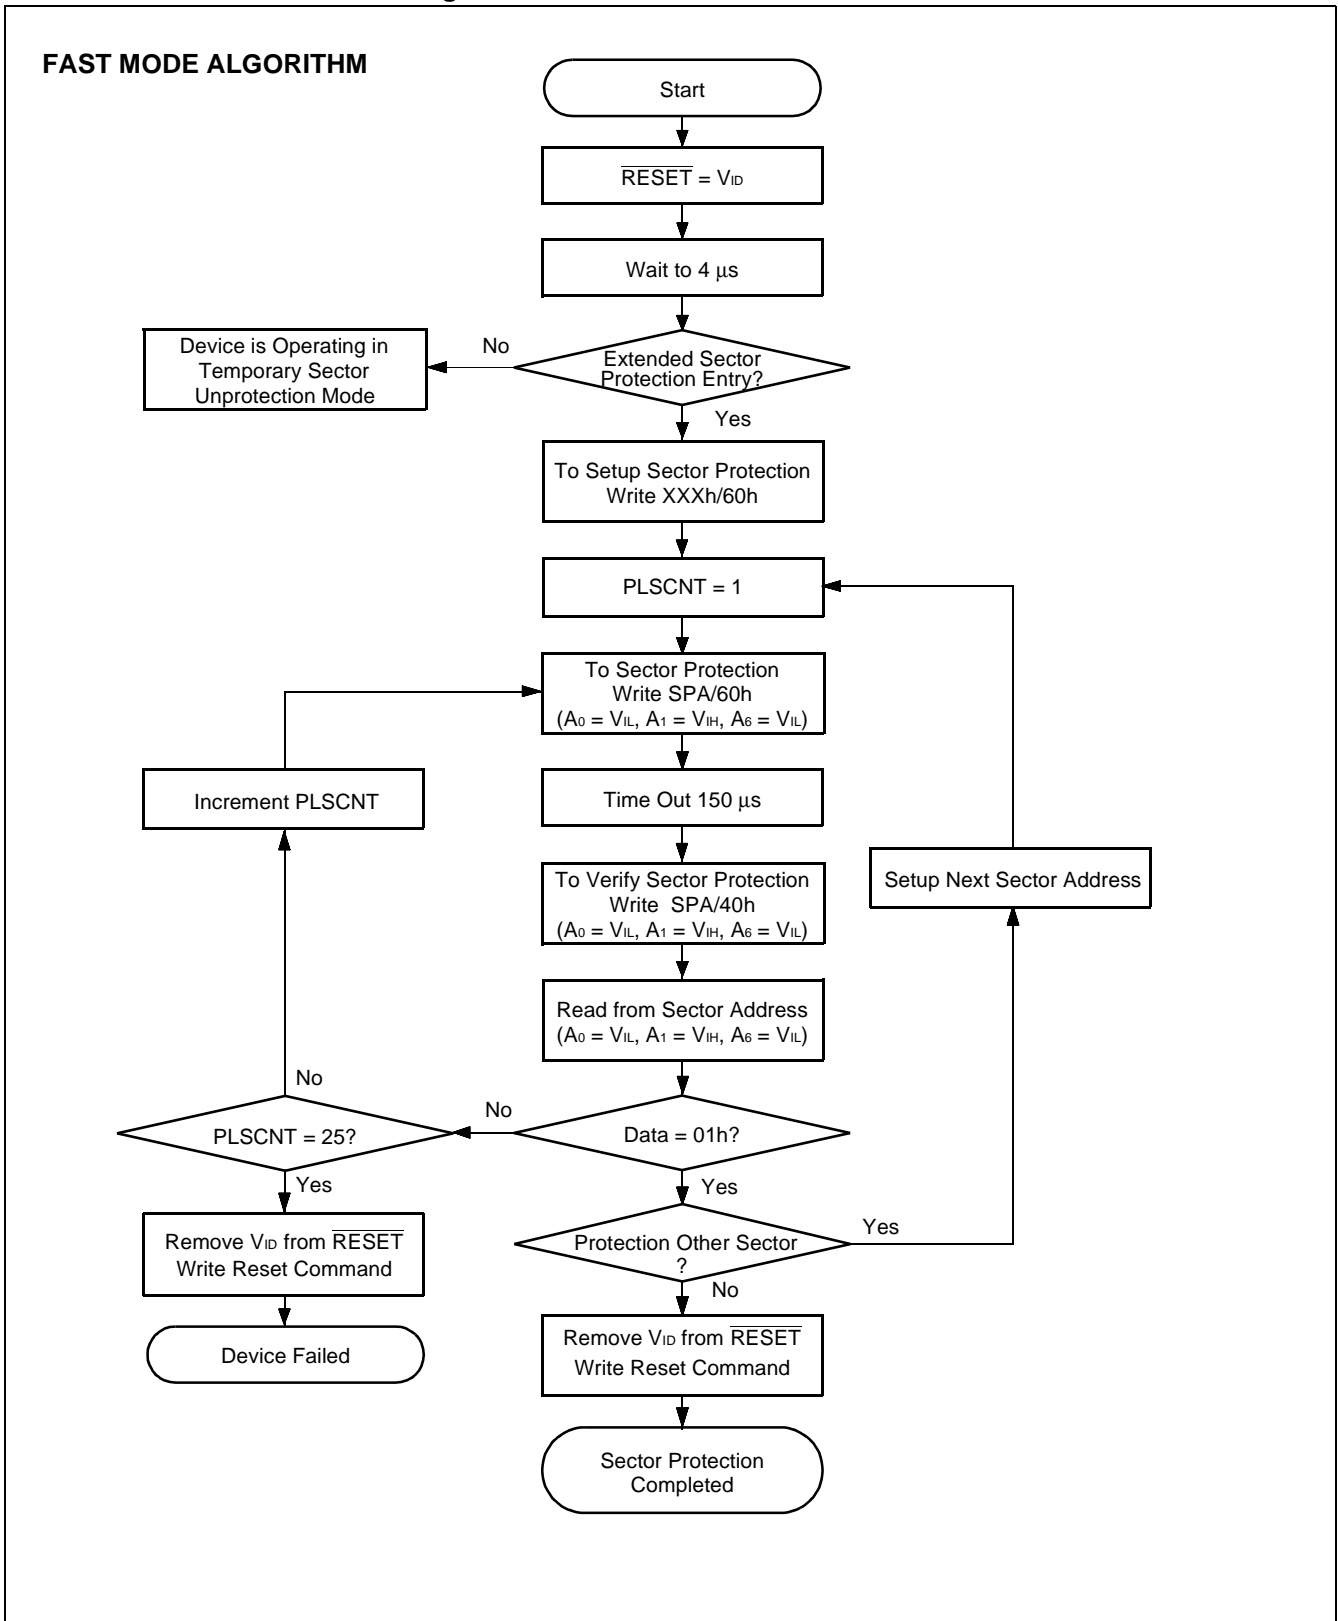 FAST MODE ALGORITHM
Start
RESET = VID
Wait to 4 μs
Device is Operating in
Temporary Sector
Unprotection Mode
No
Extended Sector
Protection Entry?
Yes
To Setup Sector Protection
Write XXXh/60h
PLSCNT = 1
To Sector Protection
Write SPA/60h
(A0 = VIL, A1 = VIH, A6 = VIL)
Increment PLSCNT
Time Out 150 μs
To Verify Sector Protection
Write SPA/40h
(A0 = VIL, A1 = VIH, A6 = VIL)
Setup Next Sector Address
Read from Sector Address
(A0 = VIL, A1 = VIH, A6 = VIL)
No
PLSCNT = 25?
No
Data = 01h?
Yes
Yes
Remove VID from RESET
Write Reset Command
Protection Other Sector
?
Yes
No
Device Failed
Remove VID from RESET
Write Reset Command
Sector Protection
Completed